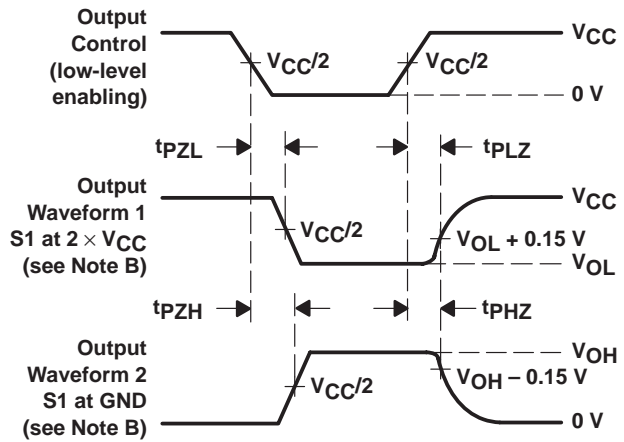 Output
Control
(low-level
enabling)
VCC/2
VCC/2
VCC
0 V
tPZL
tPLZ
Output
Waveform 1
S1 at 2 × VCC
(see Note B)
VCC/2
VCC
VOL + 0.15 V
VOL
tPZH
tPHZ
Output
Waveform 2
S1 at GND
(see Note B)
VCC/2
VOH
VOH – 0.15 V
0 V